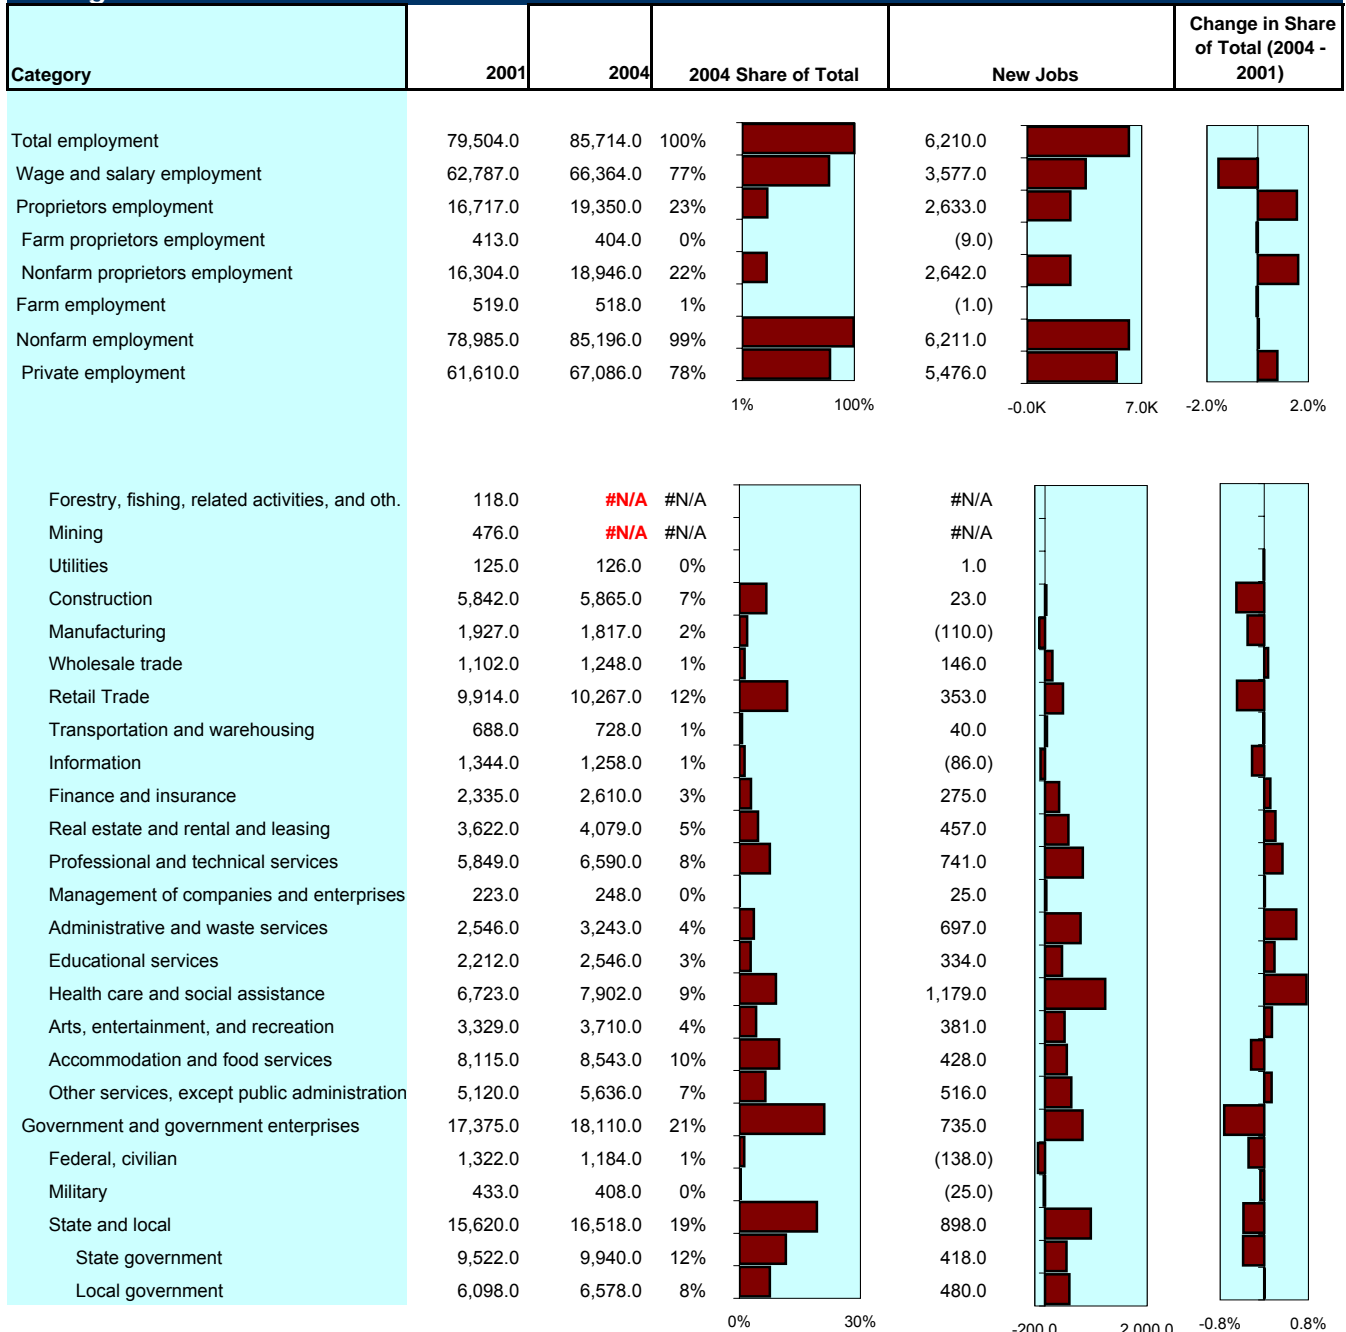 Change in Share
of Total (2004 -
Category 2001 2004 2004 Share of Total New Jobs 2001)
Total employment 79,504.0 85,714.0 100% 6,210.0
Wage and salary employment 62,787.0 66,364.0 77% 3,577.0
Proprietors employment 16,717.0 19,350.0 23% 2,633.0
Farm proprietors employment 413.0 404.0 0% (9.0)
Nonfarm proprietors employment 16,304.0 18,946.0 22% 2,642.0
Farm employment 519.0 518.0 1% (1.0)
Nonfarm employment 78,985.0 85,196.0 99% 6,211.0
Private employment 61,610.0 67,086.0 78% 5,476.0
1% 100% -0.0K 7.0K -2.0% 2.0%
Forestry, fishing, related activities, and oth. 118.0 #N/A #N/A #N/A
Mining 476.0 #N/A #N/A #N/A
Utilities 125.0 126.0 0% 1.0
Construction 5,842.0 5,865.0 7% 23.0
Manufacturing 1,927.0 1,817.0 2% (110.0)
Wholesale trade 1,102.0 1,248.0 1% 146.0
Retail Trade 9,914.0 10,267.0 12% 353.0
Transportation and warehousing 688.0 728.0 1% 40.0
Information 1,344.0 1,258.0 1% (86.0)
Finance and insurance 2,335.0 2,610.0 3% 275.0
Real estate and rental and leasing 3,622.0 4,079.0 5% 457.0
Professional and technical services 5,849.0 6,590.0 8% 741.0
Management of companies and enterprises 223.0 248.0 0% 25.0
Administrative and waste services 2,546.0 3,243.0 4% 697.0
Educational services 2,212.0 2,546.0 3% 334.0
Health care and social assistance 6,723.0 7,902.0 9% 1,179.0
Arts, entertainment, and recreation 3,329.0 3,710.0 4% 381.0
Accommodation and food services 8,115.0 8,543.0 10% 428.0
Other services, except public administration 5,120.0 5,636.0 7% 516.0
Government and government enterprises 17,375.0 18,110.0 21% 735.0
Federal, civilian 1,322.0 1,184.0 1% (138.0)
Military 433.0 408.0 0% (25.0)
State and local 15,620.0 16,518.0 19% 898.0
State government 9,522.0 9,940.0 12% 418.0
Local government 6,098.0 6,578.0 8% 480.0
0% 30% -200.0 2,000.0 -0.8% 0.8%